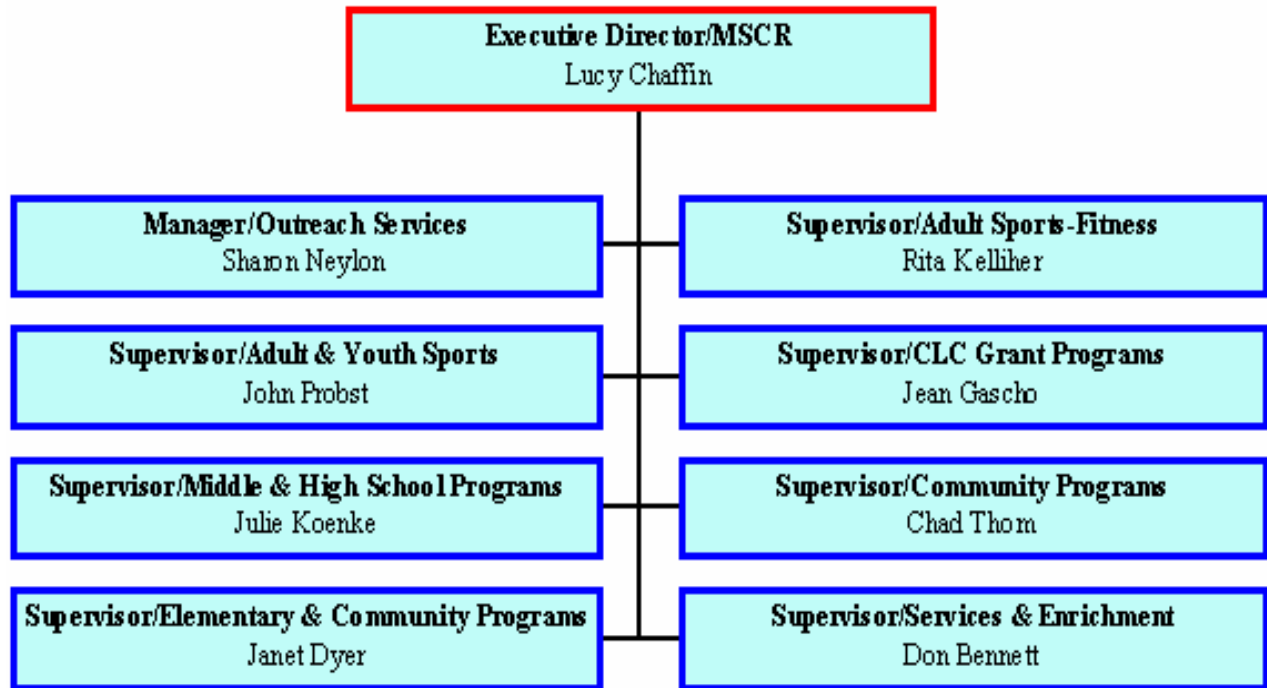 Executive Director/MSCR
Lucy Chaffin
Manager/Outreach Services
Sharon Neylon
Supervisor/Adult Sports-Fitness
Rita Kelliher
Supervisor/Adult & Youth Sports
John Probst
Supervisor/CLC Grant Programs
Jean Gascho
Supervisor/Middle & High School Programs
Julie Koenke
Supervisor/Community Programs
Chad Thom
Supervisor/Elementary & Community Programs
Janet Dyer
Supervisor/Services & Enrichment
Don Bennett